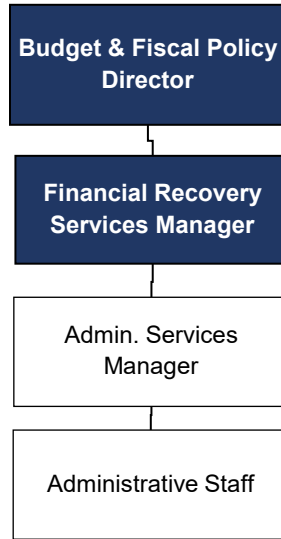 Budget & Fiscal Policy
Director
Financial Recovery
Services Manager
Admin. Services
Manager
Administrative Staff